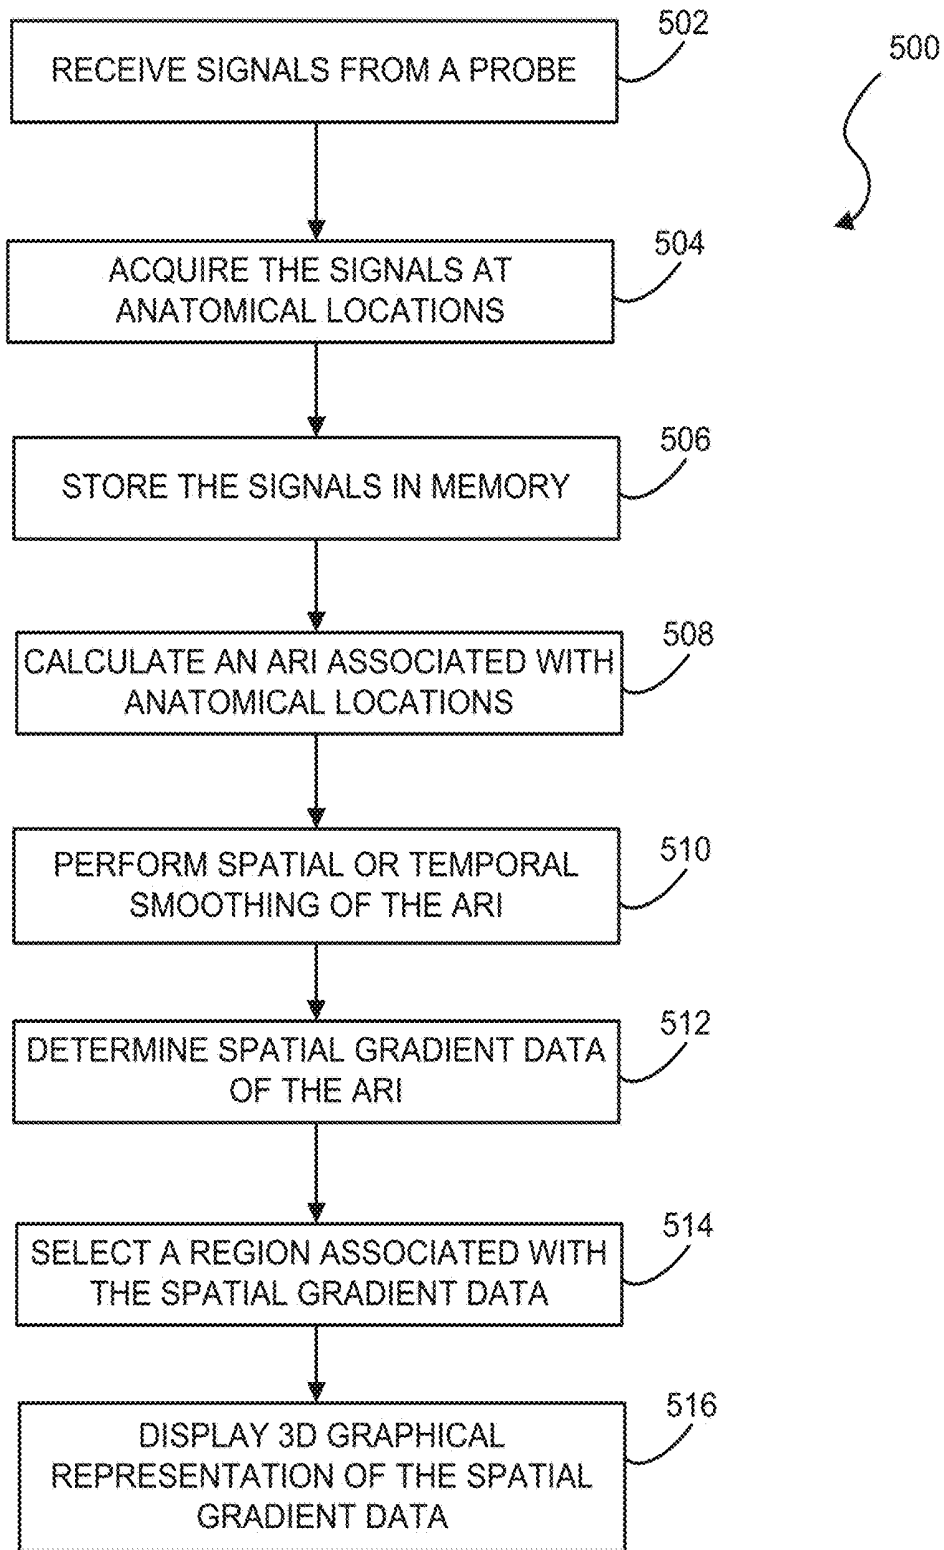 502
500
RECEIVE SIGNALS FROM A PROBE
504
ACQUIRE THE SIGNALS AT
ANATOMICAL LOCATIONS
506
STORE THE SIGNALS IN MEMORY
508
CALCULATE AN ARI ASSOCIATED WITH
ANATOMICAL LOCATIONS
510
PERFORM SPATIAL OR TEMPORAL
SMOOTHING OF THE ARI
512
DETERMINE SPATIAL GRADIENT DATA
OF THE ARI
514
SELECT A REGION ASSOCIATED WITH
THE SPATIAL GRADIENT DATA
516
DISPLAY 3D GRAPHICAL
REPRESENTATION OF THE SPATIAL
GRADIENT DATA